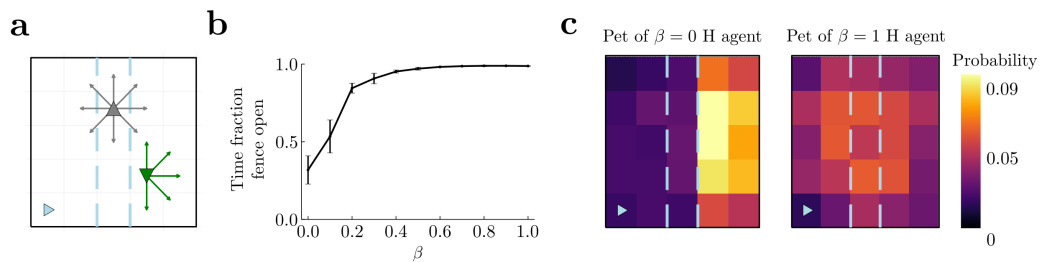 a
b
Time fraction
fence open
1.0
0.5
0.0
0.0 0.2 0.4 0.6 0.8 1.0
β
c
Pet of β = 0 H agent
Pet of β = 1 H agent
Probability
0.09
0.05
0